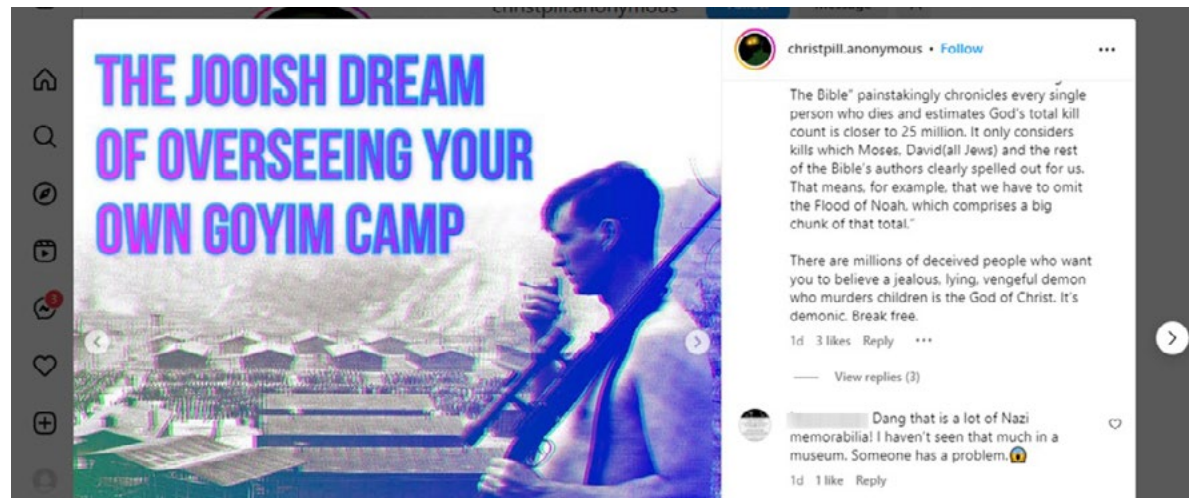 christpill.anonymous
THE JOOISH DREAM
OF OVERSEEING YOUR
OWN GOYIM CAMP
3
christpill.anonymous • Follow
The Bible" painstakingly chronicles every single
person who dies and estimates God's total kill
count is closer to 25 million. It only considers
kills which Moses, David(all Jews) and the rest
of the Bible's authors clearly spelled out for us.
That means, for example, that we have to omit
the Flood of Noah, which comprises a big
chunk of that total."
There are millions of deceived people who want
you to believe a jealous, lying, vengeful demon
who murders children is the God of Christ. It's
demonic. Break free.
1d 3 likes Reply
View replies (3)
Dang that is a lot of Nazi
memorabilia! I haven't seen that much in a
museum. Someone has a problem.
1d 1 like Reply